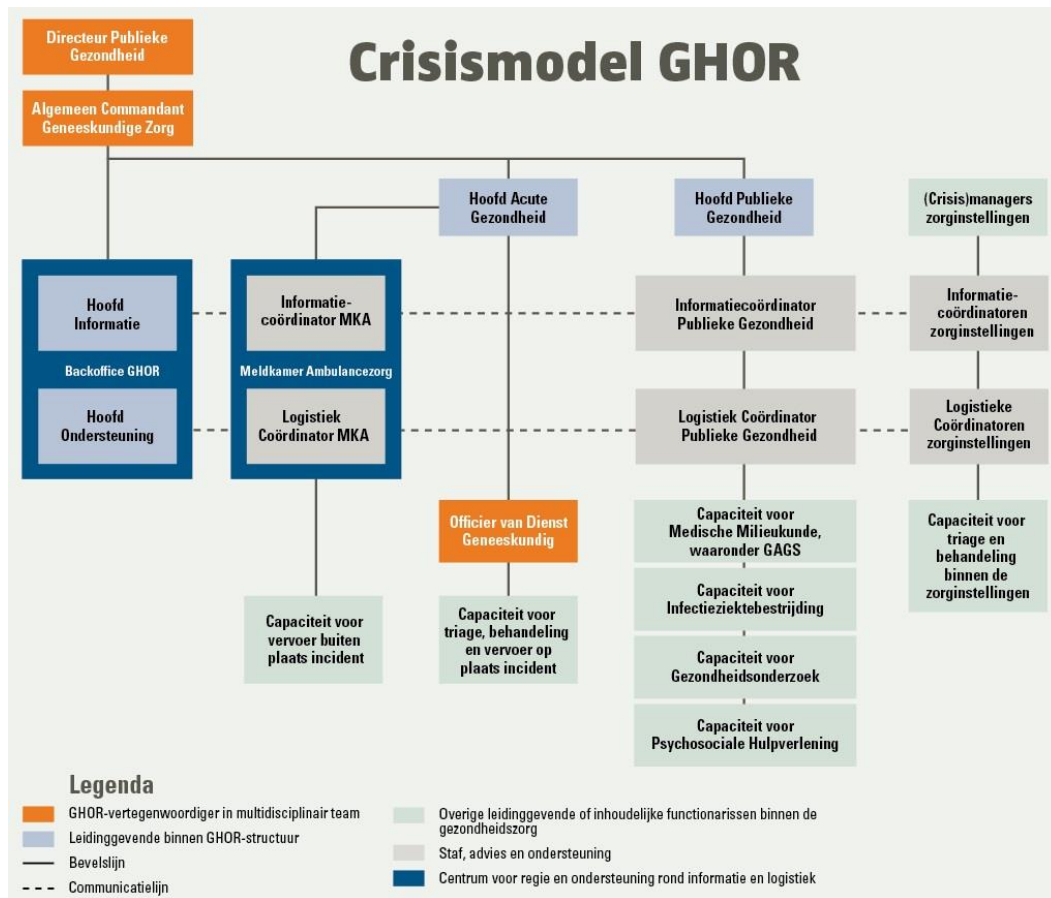 Crisismodel GHOR
Directeur Publieke
Gezondheid
Algemeen Commandant
Geneeskundige Zorg
Hoofd Acute
Gezondheid
Hoofd Publieke
Gezondheid
(Crisis)managers
zorginstellingen
Hoofd
Informatie
Backoffice GHOR
Hoofd
Ondersteuning
Informatie-
coördinator MKA
Meldkamer Ambulancezorg
Logistiek
Coördinator MKA
Informatiecoördinator
Publieke Gezondheid
Logistiek Coördinator
Publieke Gezondheid
Informatie-
coördinatoren
zorginstellingen
Logistieke
Coördinatoren
zorginstellingen
Officier van Dienst
Geneeskundig
Capaciteit voor
vervoer buiten
plaats incident
Capaciteit voor
triage, behandeling
en vervoer op
plaats incident
Capaciteit voor
Medische Milieukunde,
waaronder GAGS
Capaciteit voor
Infectieziektebestrijding
Capaciteit voor
Gezondheidsonderzoek
Capaciteit voor
Psychosociale Hulpverlening
Capaciteit voor
triage en
behandeling
binnen de
zorginstellingen
Legenda
GHOR-vertegenwoordiger in multidisciplinair team
Leidinggevende binnen GHOR-structuur
Bevelslijn
Communicatielijn
Overige leidinggevende of inhoudelijke functionarissen binnen de
gezondheidszorg
Staf, advies en ondersteuning
Centrum voor regie en ondersteuning rond informatie en logistiek